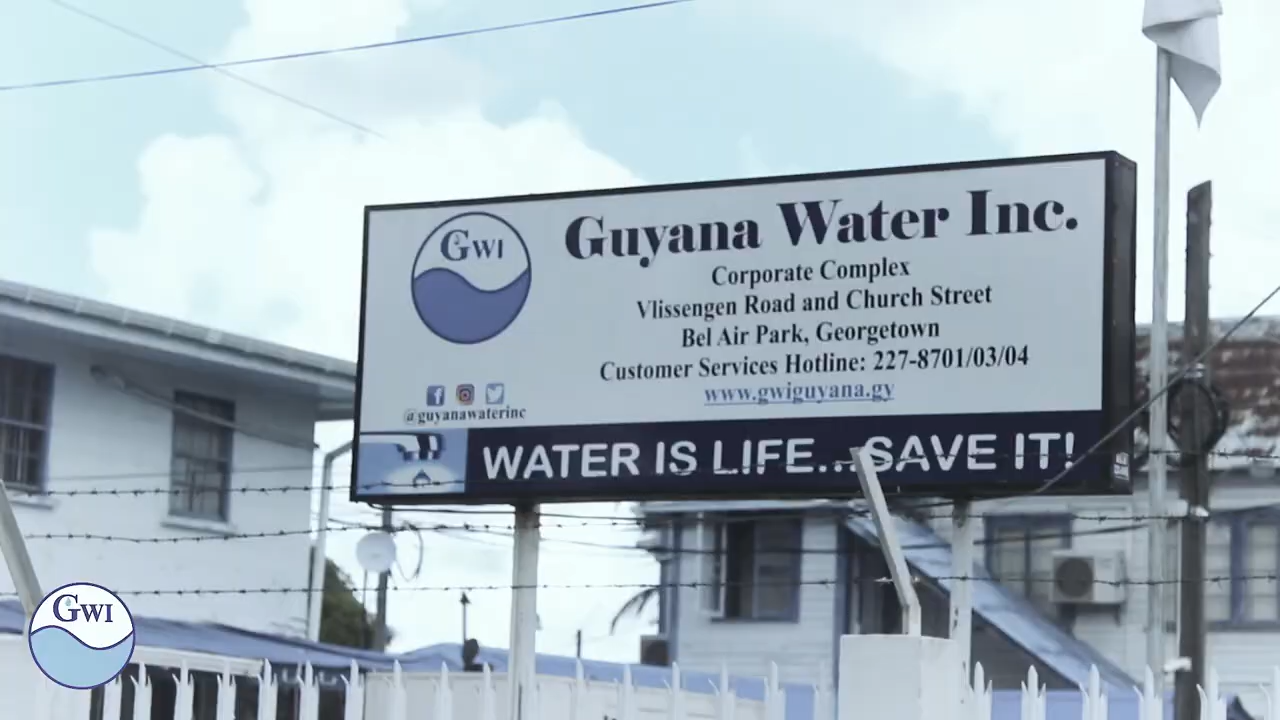 GWI
Guyana Water Inc.
Corporate Complex
Vlissengen Road and Church Street
Bel Air Park, Georgetown
Customer Services Hotline: 227-8701/03/04
www.gwiguyana.gy
@guyanawaterinc
WATER IS LIFE...SAVE IT!
GWI